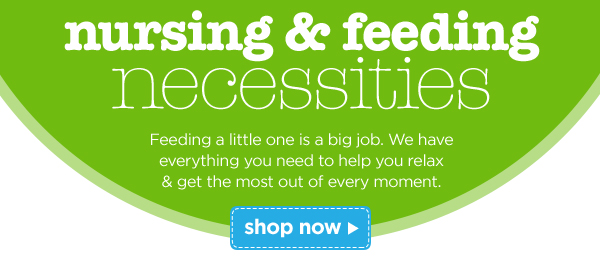 nursing & feeding
necessities
Feeding a little one is a big job. We have
everything you need to help you relax
& get the most out of every moment.
shop now ▶